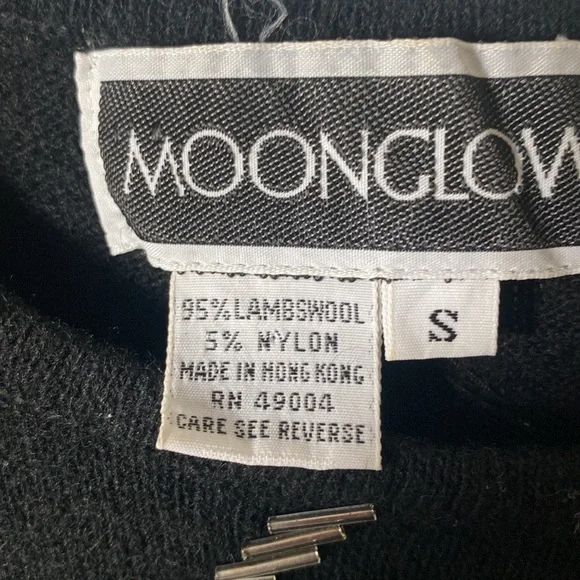 MOONGLOW
95% LAMBSWOOL
5% NYLON
MADE IN HONG KONG
RN 49004
CARE SEE REVERSE
S